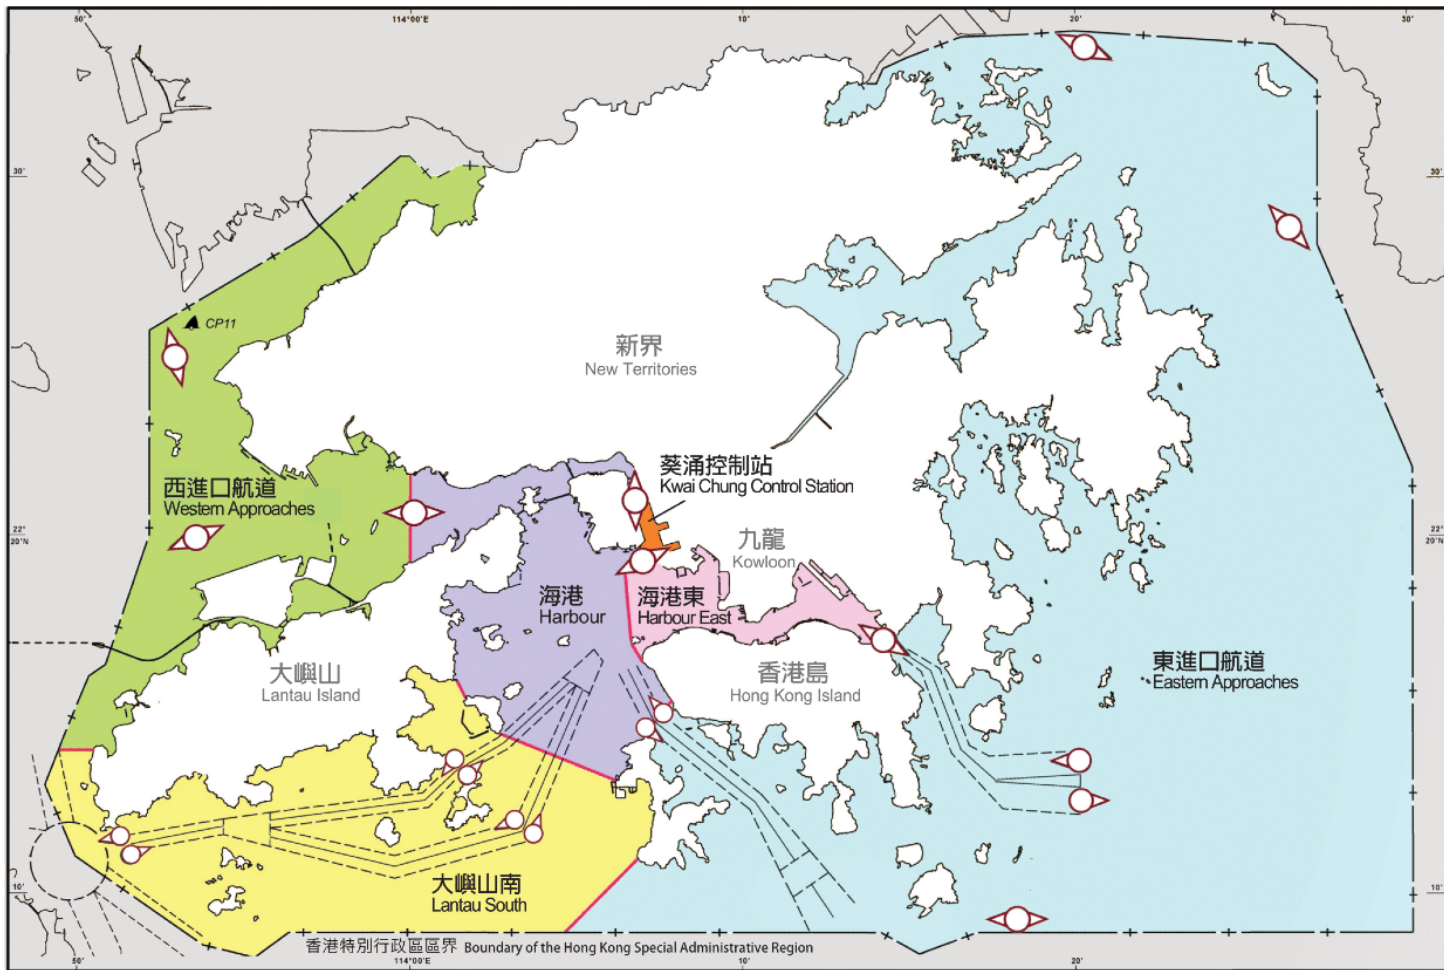 50'
114°00'E
10'
20'
30'
30'
30'
CP11
新界
New Territories
葵涌控制站
Kwai Chung Control Station
西進口航道
Western Approaches
22°
20'N
22°
20'N
九龍
Kowloon
海港
Harbour
海港東
Harbour East
大嶼山
Lantau Island
香港島
Hong Kong Island
東進口航道
Eastern Approaches
大嶼山南
Lantau South
10'
10'
香港特別行政區區界 Boundary of the Hong Kong Special Administrative Region
50'
114°00'E
10'
20'